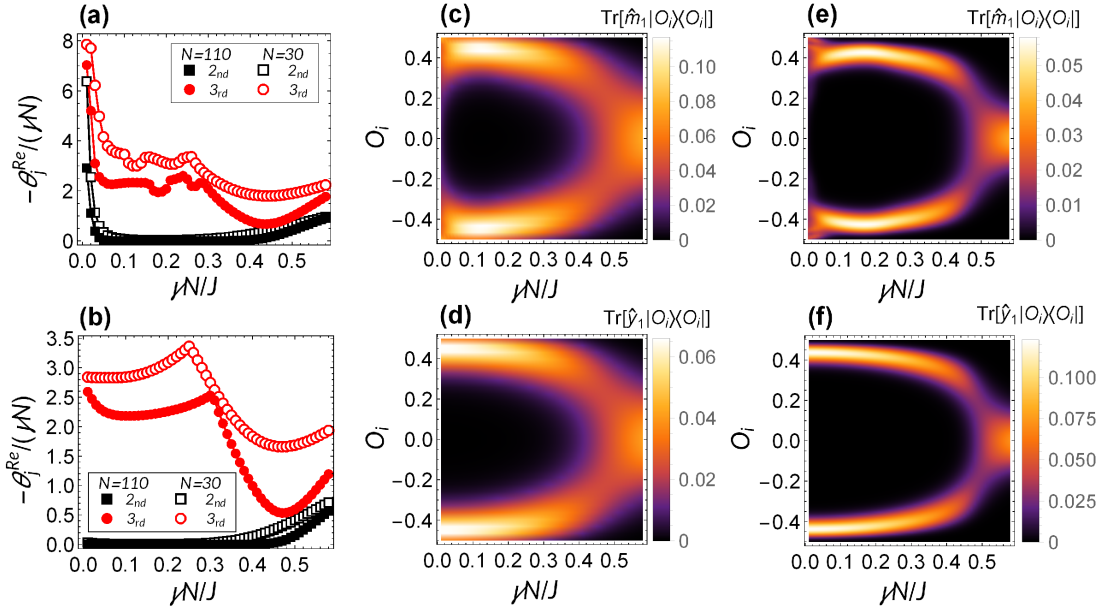 (a)
−θ_j^Re/(γN)
8
6
4
2
0
N=110 N=30
2nd 2nd
3rd 3rd
0.0 0.1 0.2 0.3 0.4 0.5
γN/J
(c)
Tr[m̂₁|Oᵢ⟩⟨Oᵢ|]
Oᵢ
0.4
0.2
0.0
−0.2
−0.4
0.0 0.1 0.2 0.3 0.4 0.5
γN/J
0.10
0.08
0.06
0.04
0.02
0
(e)
Tr[m̂₁|Oᵢ⟩⟨Oᵢ|]
Oᵢ
0.4
0.2
0.0
−0.2
−0.4
0.0 0.1 0.2 0.3 0.4 0.5
γN/J
0.05
0.04
0.03
0.02
0.01
0
(b)
−θ_j^Re/(γN)
3.5
3.0
2.5
2.0
1.5
1.0
0.5
0.0
N=110 N=30
2nd 2nd
3rd 3rd
0.0 0.1 0.2 0.3 0.4 0.5
γN/J
(d)
Tr[ŷ₁|Oᵢ⟩⟨Oᵢ|]
Oᵢ
0.4
0.2
0.0
−0.2
−0.4
0.0 0.1 0.2 0.3 0.4 0.5
γN/J
0.06
0.04
0.02
0
(f)
Tr[ŷ₁|Oᵢ⟩⟨Oᵢ|]
Oᵢ
0.4
0.2
0.0
−0.2
−0.4
0.0 0.1 0.2 0.3 0.4 0.5
γN/J
0.100
0.075
0.050
0.025
0